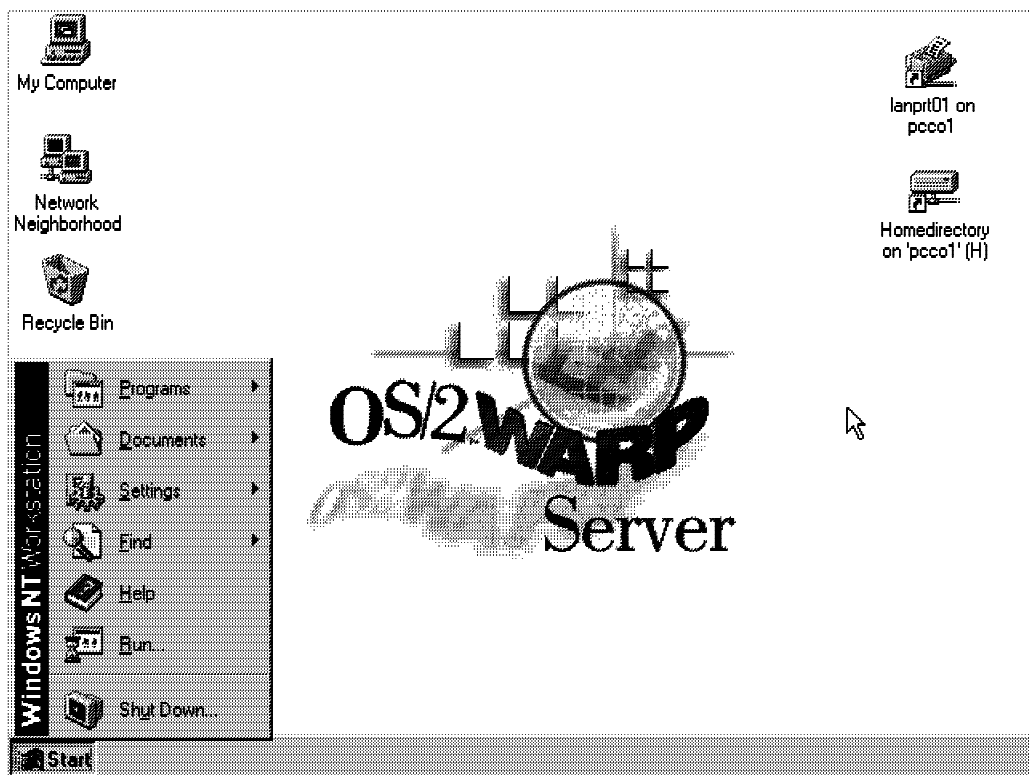 My Computer
Network
Neighborhood
Recycle Bin
lanprt01 on
pcco1
Homedirectory
on 'pcco1' (H)
OS/2 WARP
Server
Windows NT Workstation
Programs
Documents
Settings
Find
Help
Run...
Shut Down...
Start